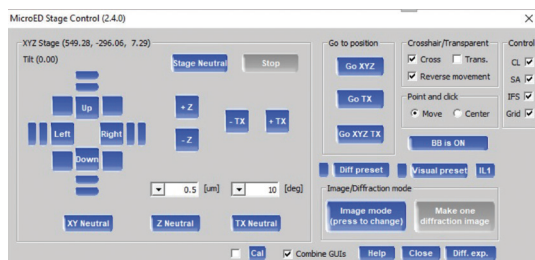 MicroED Stage Control (2.4.0)
XYZ Stage (549.28, -296.06, 7.29)
Tilt (0.00)
Stage Neutral
Stop
Up
Left
Right
Down
+ Z
- Z
- TX
+ TX
0.5 [um]
10 [deg]
XY Neutral
Z Neutral
TX Neutral
Go to position
Go XYZ
Go TX
Go XYZ TX
Crosshair/Transparent
Cross
Trans.
Reverse movement
Point and click
Move
Center
Control
CL
SA
IFS
Grid
BB is ON
Diff preset
Visual preset
IL1
Image/Diffraction mode
Image mode
(press to change)
Make one
diffraction image
Cal
Combine GUIs
Help
Close
Diff. exp.